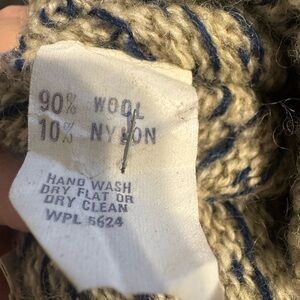 90% WOOL
10% NYLON
HAND WASH
DRY FLAT OR
DRY CLEAN
WPL 5624